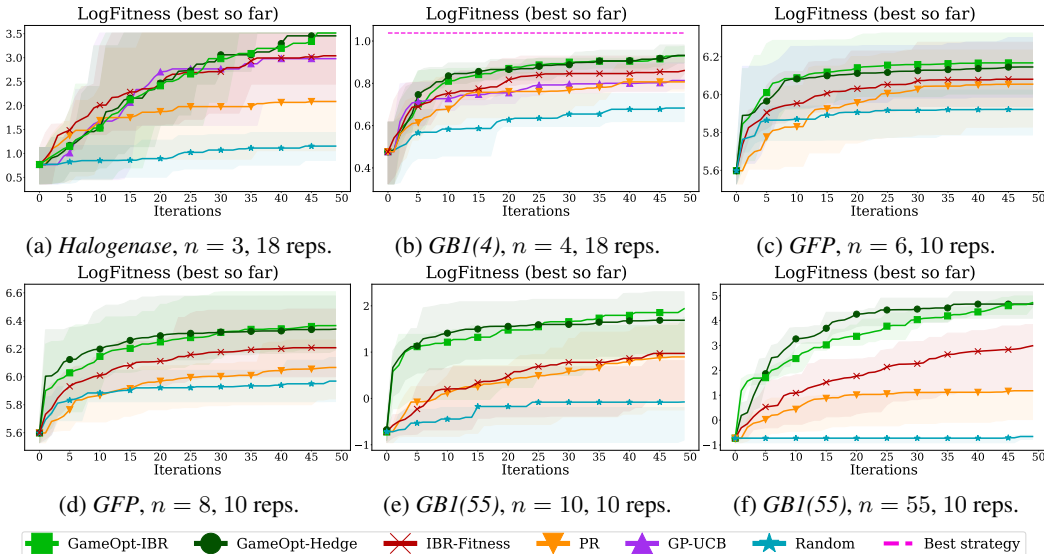 LogFitness (best so far) LogFitness (best so far) LogFitness (best so far)
3.5
3.0
2.5
2.0
1.5
1.0
0.5
0 5 10 15 20 25 30 35 40 45 50
Iterations
1.0
0.8
0.6
0.4
0 5 10 15 20 25 30 35 40 45 50
Iterations
6.2
6.0
5.8
5.6
0 5 10 15 20 25 30 35 40 45 50
Iterations
(a) Halogenase, n = 3, 18 reps. (b) GB1(4), n = 4, 18 reps. (c) GFP, n = 6, 10 reps.
LogFitness (best so far) LogFitness (best so far) LogFitness (best so far)
6.6
6.4
6.2
6.0
5.8
5.6
0 5 10 15 20 25 30 35 40 45 50
Iterations
2
1
0
−1
0 5 10 15 20 25 30 35 40 45 50
Iterations
5
4
3
2
1
0
−1
0 5 10 15 20 25 30 35 40 45 50
Iterations
(d) GFP, n = 8, 10 reps. (e) GB1(55), n = 10, 10 reps. (f) GB1(55), n = 55, 10 reps.
GameOpt-IBR GameOpt-Hedge IBR-Fitness PR GP-UCB Random Best strategy